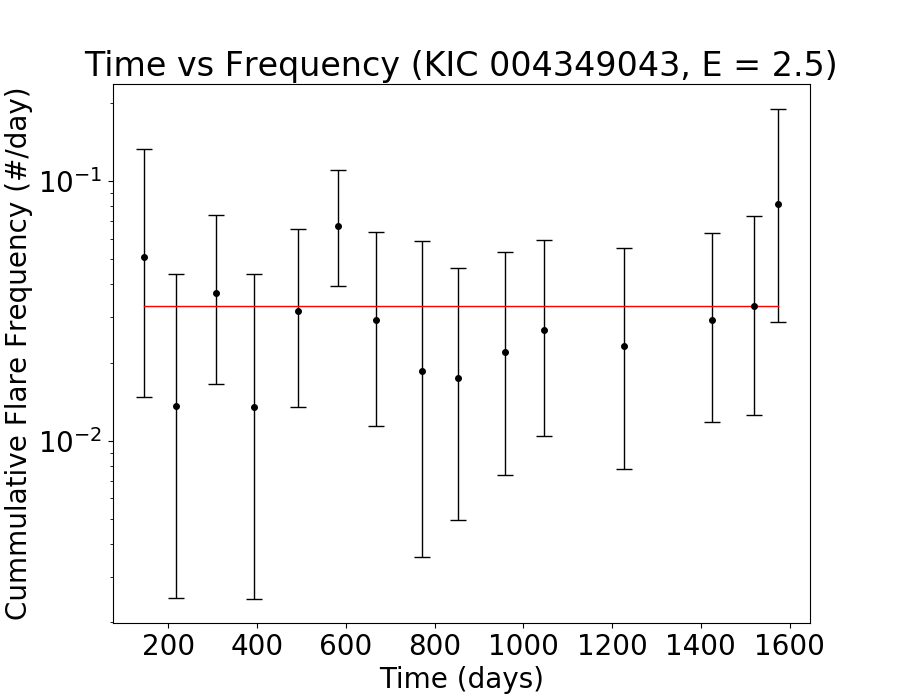 Time vs Frequency (KIC 004349043, E = 2.5)
Cummulative Flare Frequency (#/day)
10⁻¹
10⁻²
200 400 600 800 1000 1200 1400 1600
Time (days)